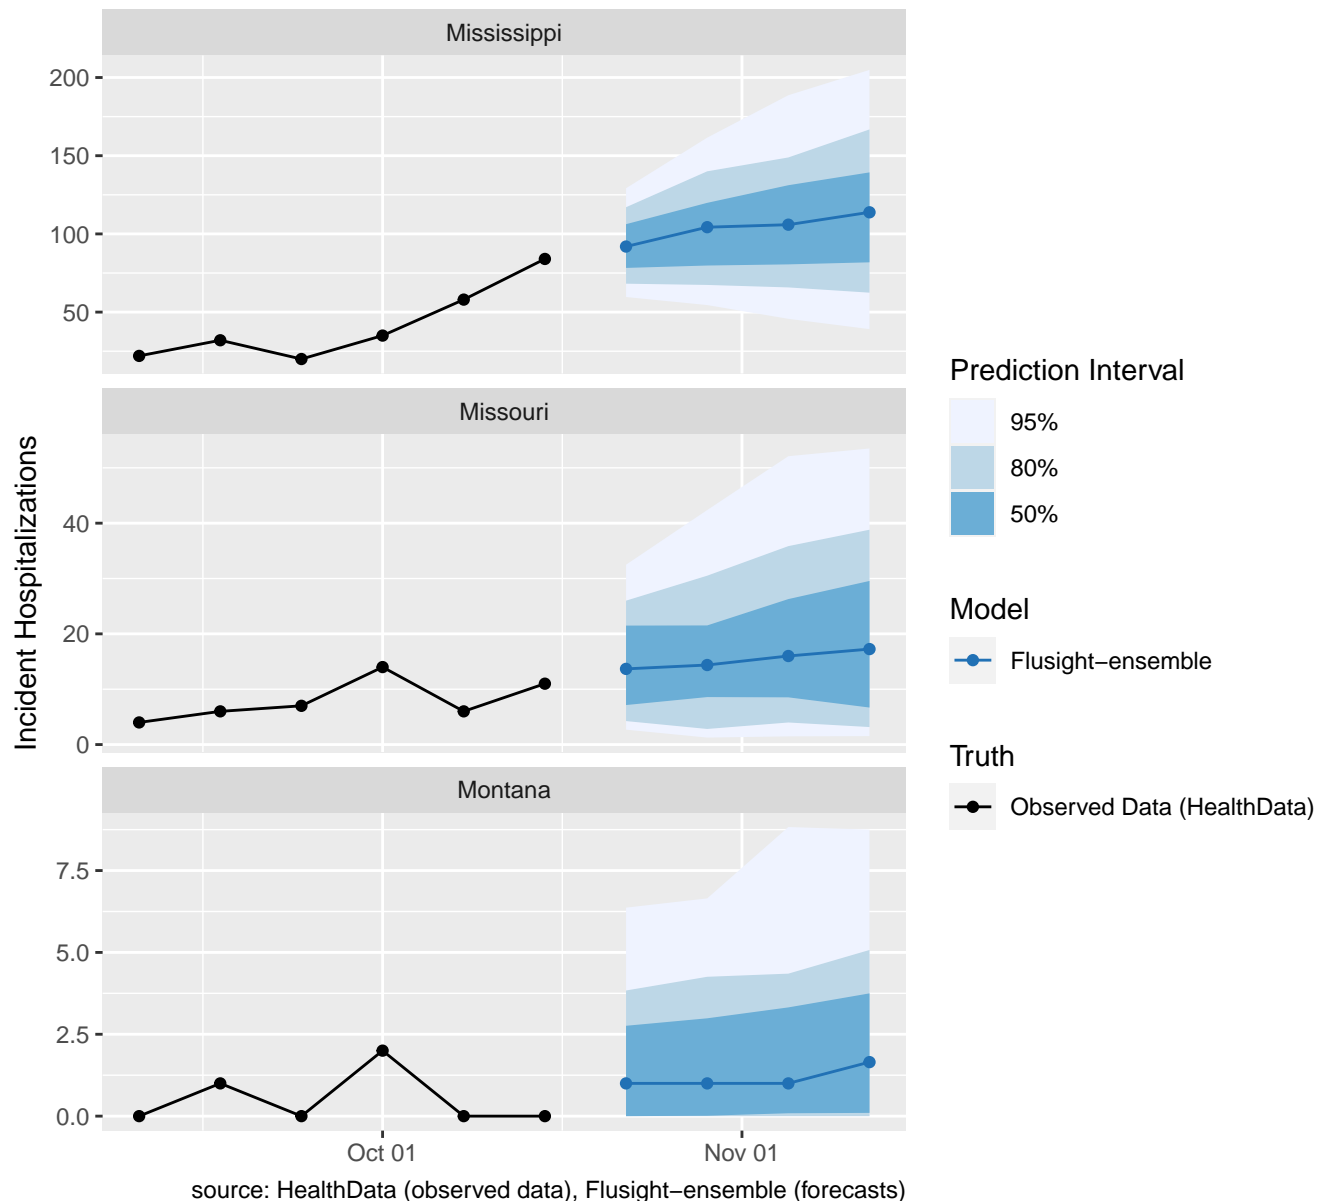 Mississippi
200
150
100
50
Missouri
40
20
0
Montana
7.5
5.0
2.5
0.0
Oct 01
Nov 01
Incident Hospitalizations
source: HealthData (observed data), Flusight−ensemble (forecasts)
Prediction Interval
95%
80%
50%
Model
Flusight−ensemble
Truth
Observed Data (HealthData)